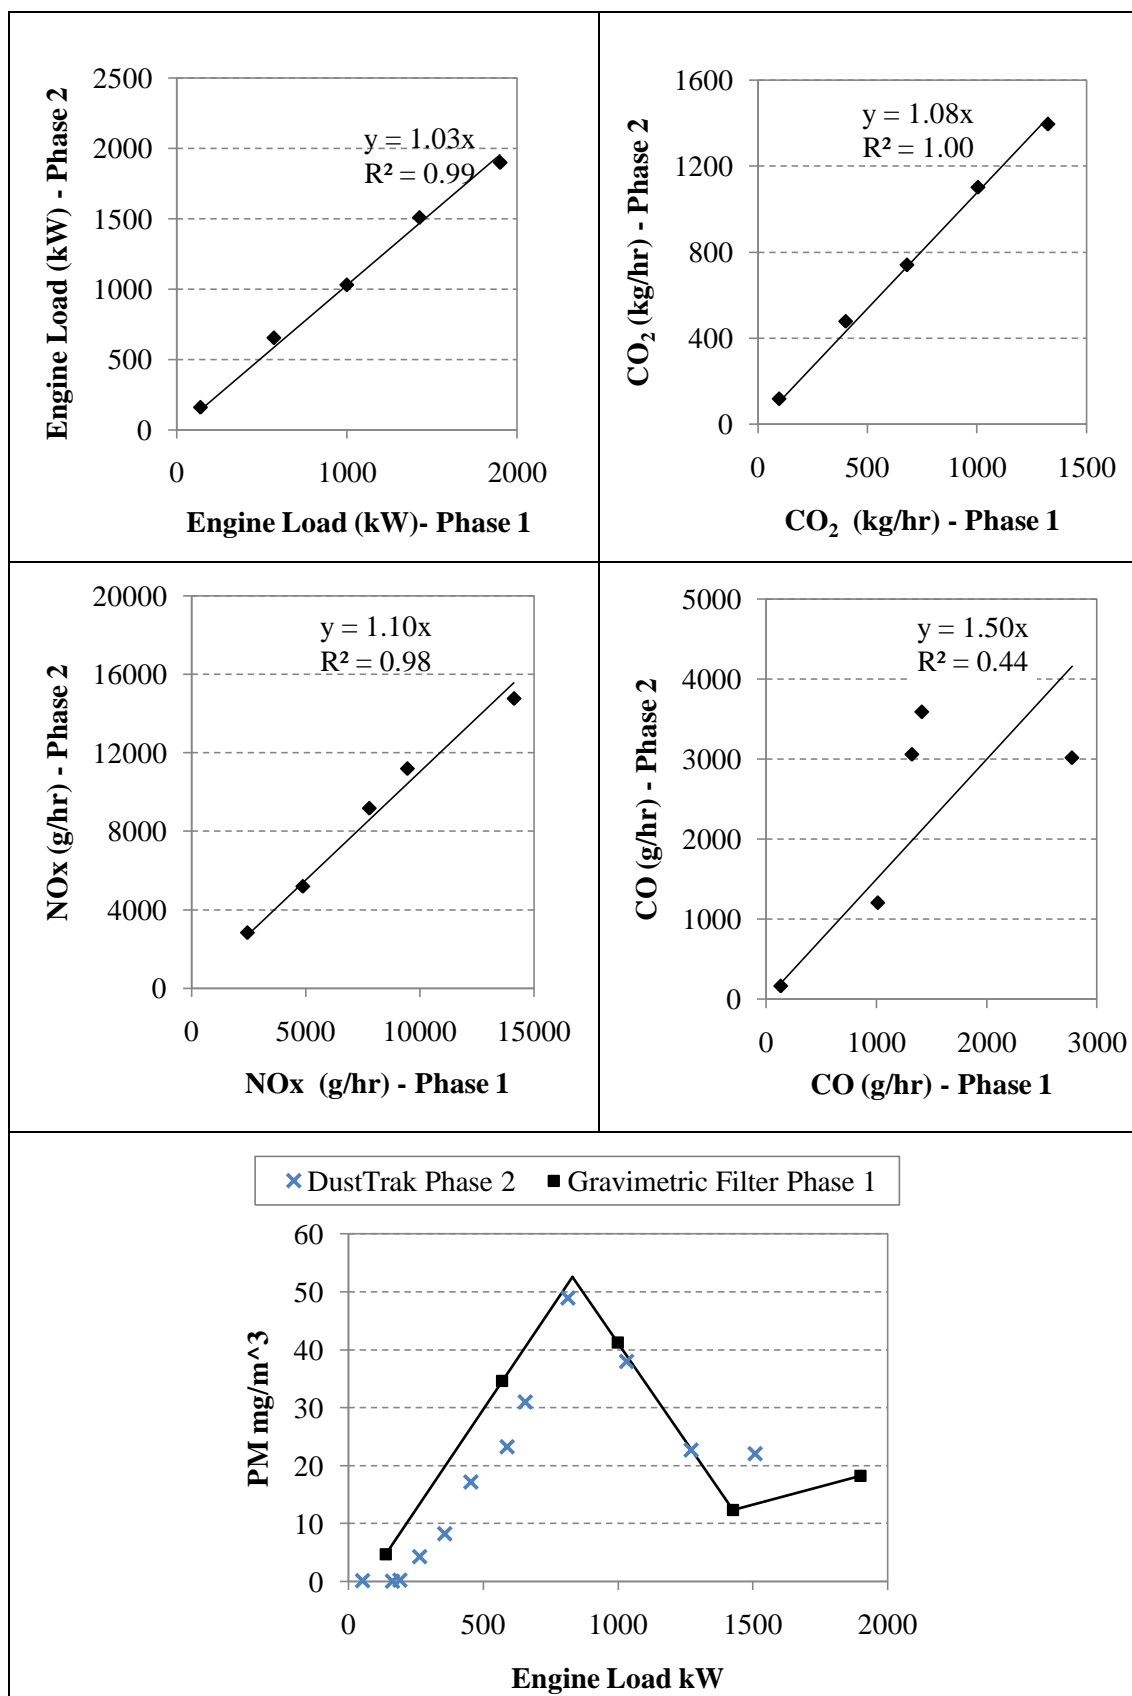 Engine Load (kW) - Phase 2
2500
2000
1500
1000
500
0
y = 1.03x
R² = 0.99
0 1000 2000
Engine Load (kW)- Phase 1
CO₂ (kg/hr) - Phase 2
1600
1200
800
400
0
y = 1.08x
R² = 1.00
0 500 1000 1500
CO₂ (kg/hr) - Phase 1
NOx (g/hr) - Phase 2
20000
16000
12000
8000
4000
0
y = 1.10x
R² = 0.98
0 5000 10000 15000
NOx (g/hr) - Phase 1
CO (g/hr) - Phase 2
5000
4000
3000
2000
1000
0
y = 1.50x
R² = 0.44
0 1000 2000 3000
CO (g/hr) - Phase 1
DustTrak Phase 2 Gravimetric Filter Phase 1
PM mg/m^3
60
50
40
30
20
10
0
0 500 1000 1500 2000
Engine Load kW